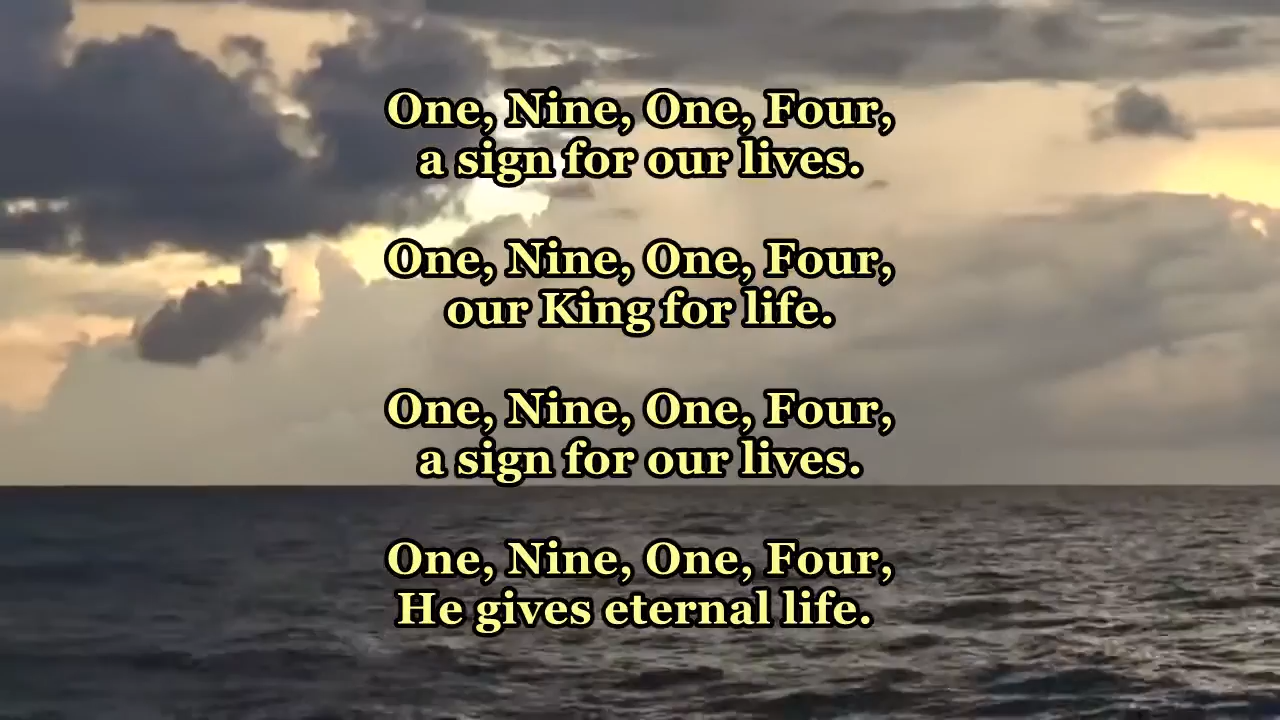 One, Nine, One, Four,
a sign for our lives.
One, Nine, One, Four,
our King for life.
One, Nine, One, Four,
a sign for our lives.
One, Nine, One, Four,
He gives eternal life.